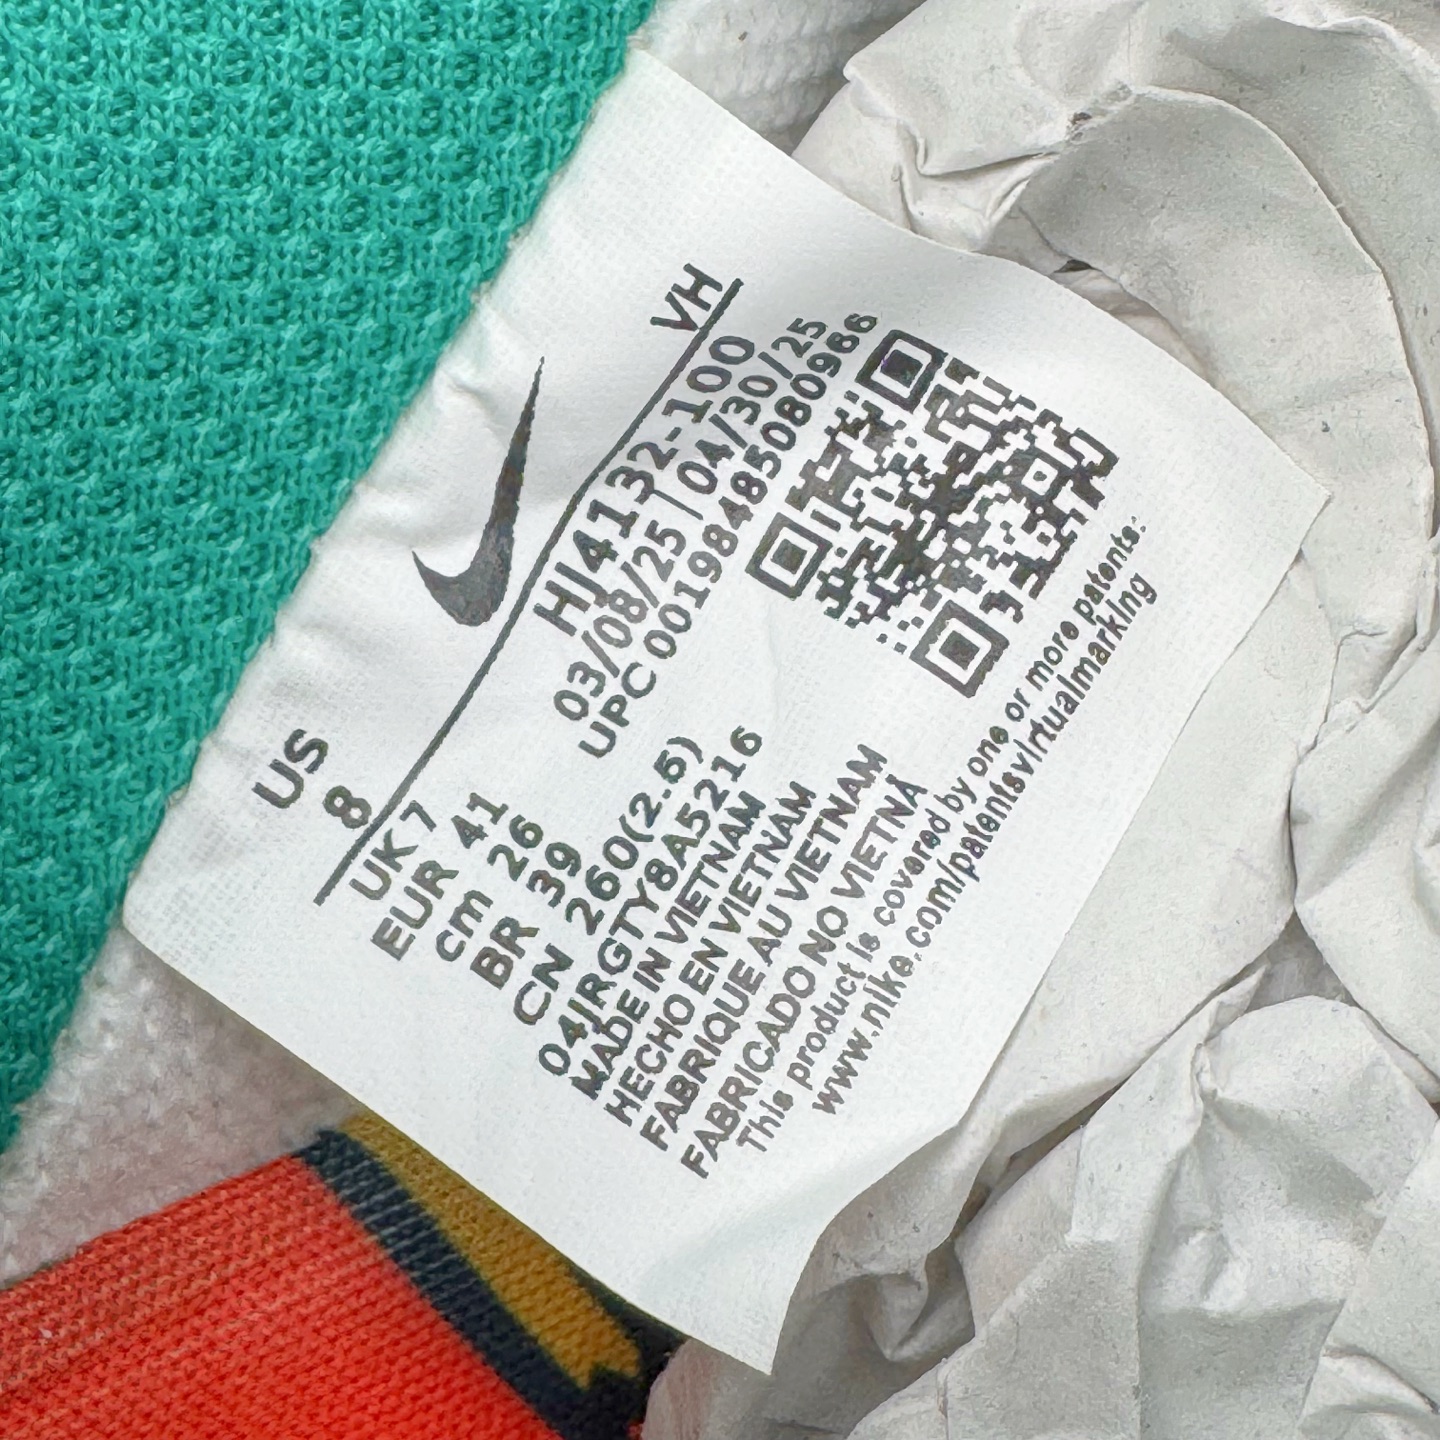 US
8
VH
HJ4132-100
03/08/25 | 04/30/25
UPC 00198485080966
UK 7
EUR 41
cm 26
BR 39
CN 260(2.5)
04JRGTY8A5216
MADE IN VIETNAM
HECHO EN VIETNAM
FABRIQUE AU VIETNAM
FABRICADO NO VIETNÃ
This product is covered by one or more patents:
www.nike.com/patentsvirtualmarking